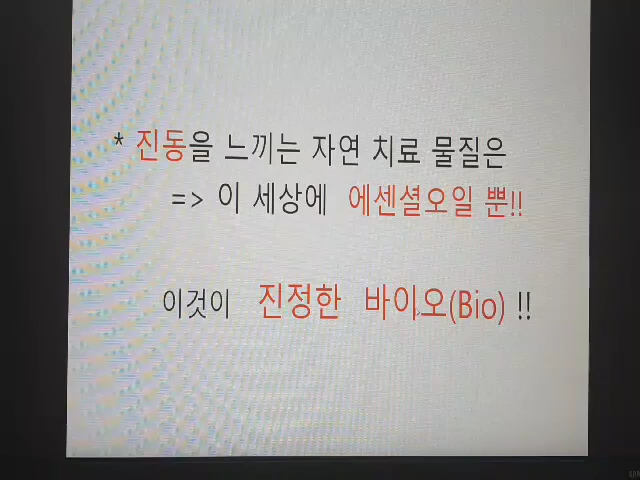 * 진동을 느끼는 자연 치료 물질은
=> 이 세상에 에센셜오일 뿐!!
이것이 진정한 바이오(Bio) !!